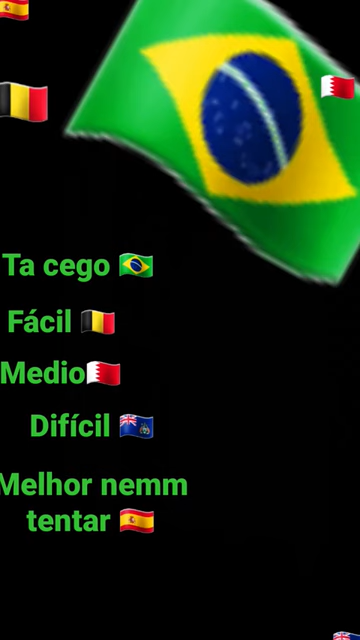 Ta cego 🇧🇷
Fácil 🇧🇪
Medio🇧🇭
Difícil 🇵🇳
Melhor nemm
tentar 🇪🇸